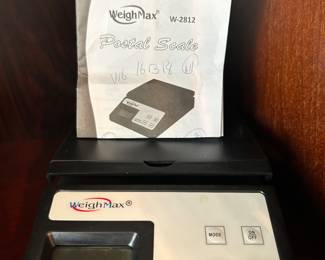 WeighMax® W-2812
Postal Scale
WeighMax®
MODE
ON
OFF